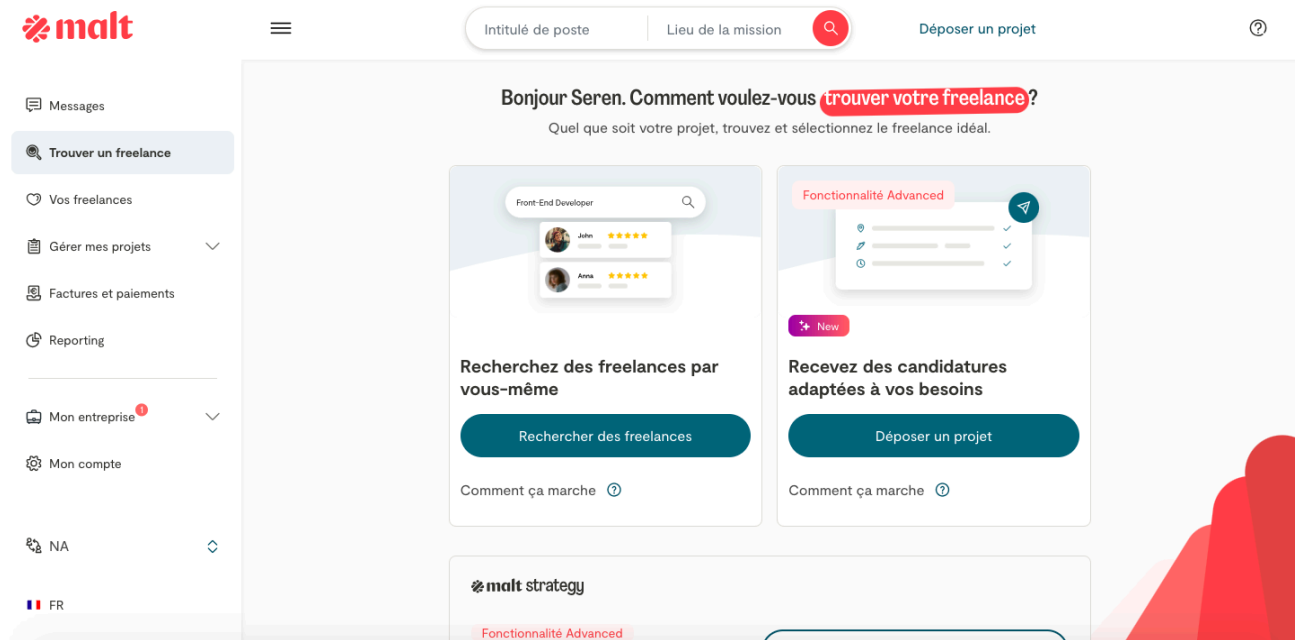 malt
Intitulé de poste
Lieu de la mission
Déposer un projet
Messages
Trouver un freelance
Vos freelances
Gérer mes projets
Factures et paiements
Reporting
Mon entreprise 1
Mon compte
NA
FR
Bonjour Seren. Comment voulez-vous trouver votre freelance ?
Quel que soit votre projet, trouvez et sélectionnez le freelance idéal.
Front-End Developer
John
Anna
Recherchez des freelances par
vous-même
Rechercher des freelances
Comment ça marche
Fonctionnalité Advanced
New
Recevez des candidatures
adaptées à vos besoins
Déposer un projet
Comment ça marche
malt strategy
Fonctionnalité Advanced